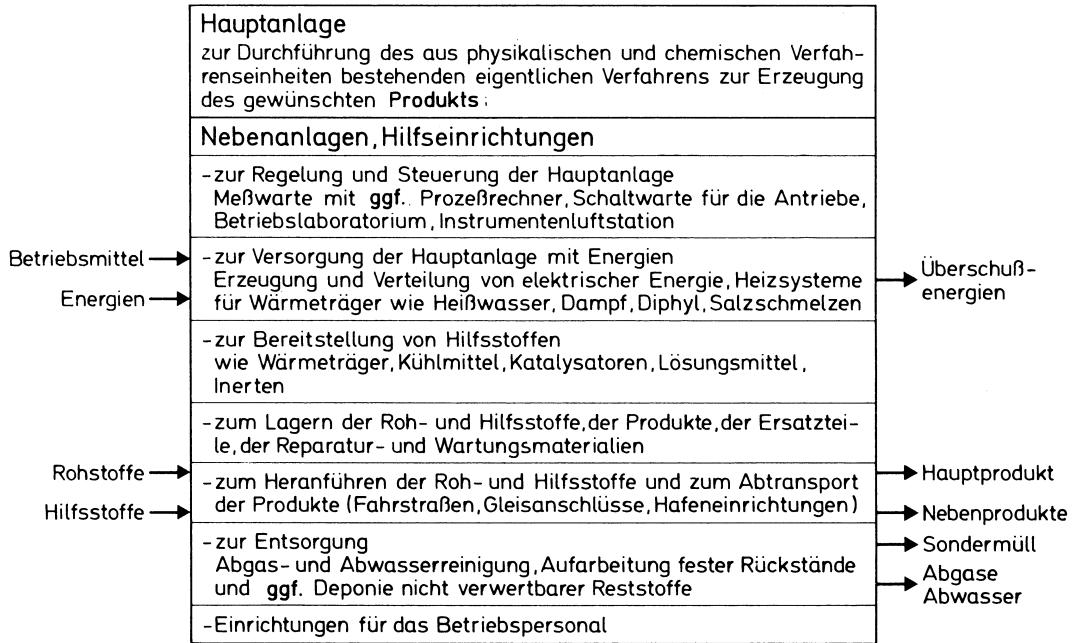 Hauptanlage
zur Durchführung des aus physikalischen und chemischen Verfah-
renseinheiten bestehenden eigentlichen Verfahrens zur Erzeugung
des gewünschten Produkts;
Nebenanlagen, Hilfseinrichtungen
-zur Regelung und Steuerung der Hauptanlage
Meßwarte mit ggf. Prozeßrechner, Schaltwarte für die Antriebe,
Betriebslaboratorium, Instrumentenluftstation
Betriebsmittel
Energien
-zur Versorgung der Hauptanlage mit Energien
Erzeugung und Verteilung von elektrischer Energie, Heizsysteme
für Wärmeträger wie Heißwasser, Dampf, Diphyl, Salzschmelzen
Überschuß-
energien
-zur Bereitstellung von Hilfsstoffen
wie Wärmeträger, Kühlmittel, Katalysatoren, Lösungsmittel,
Inerten
-zum Lagern der Roh- und Hilfsstoffe, der Produkte, der Ersatztei-
le, der Reparatur- und Wartungsmaterialien
Rohstoffe
Hilfsstoffe
-zum Heranführen der Roh- und Hilfsstoffe und zum Abtransport
der Produkte (Fahrstraßen, Gleisanschlüsse, Hafeneinrichtungen)
Hauptprodukt
Nebenprodukte
-zur Entsorgung
Abgas- und Abwasserreinigung, Aufarbeitung fester Rückstände
und ggf. Deponie nicht verwertbarer Reststoffe
Sondermüll
Abgase
Abwasser
-Einrichtungen für das Betriebspersonal